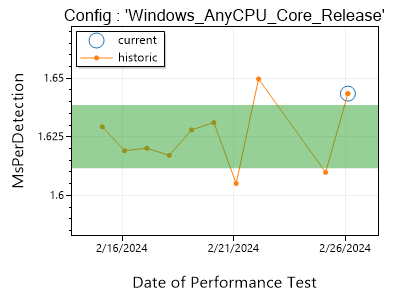 Config : 'Windows_AnyCPU_Core_Release'
current
historic
MsPerDetection
1.65
1.625
1.6
2/16/2024
2/21/2024
2/26/2024
Date of Performance Test